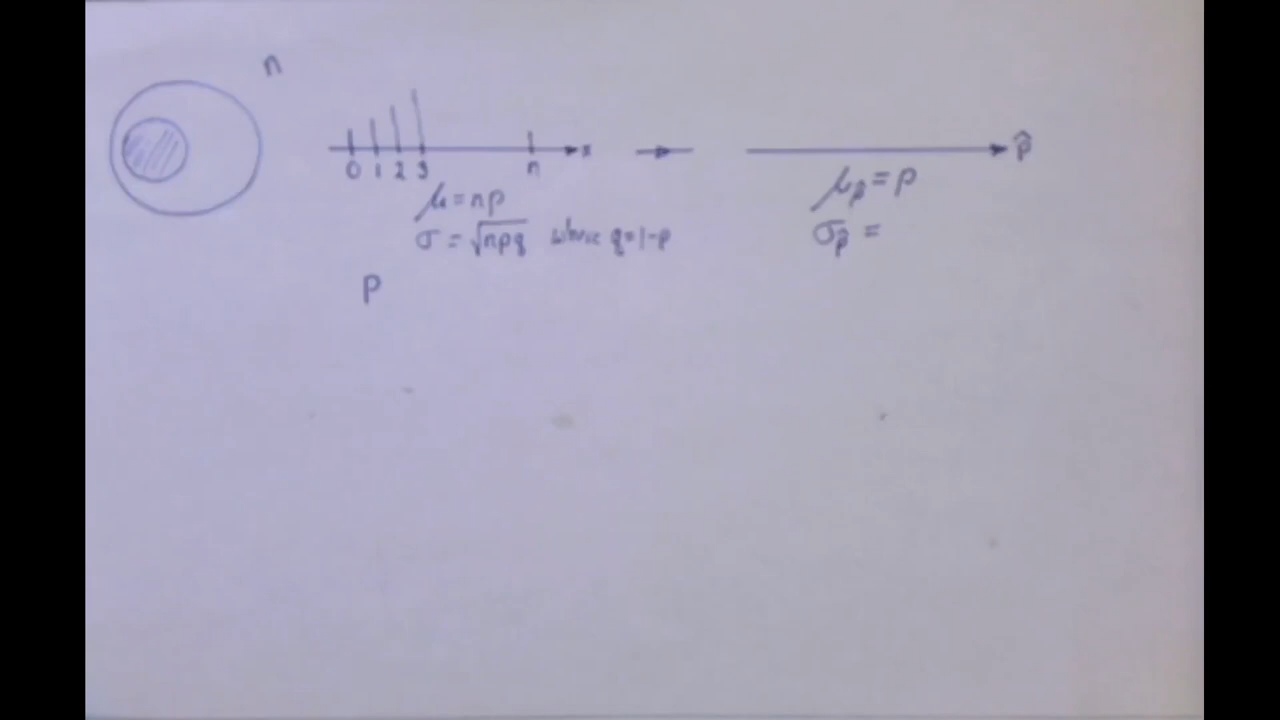 n
0 1 2 3 n x
p̂
μ = np
μp̂ = p
σ = √npq where q=1-p
σp̂ =
p